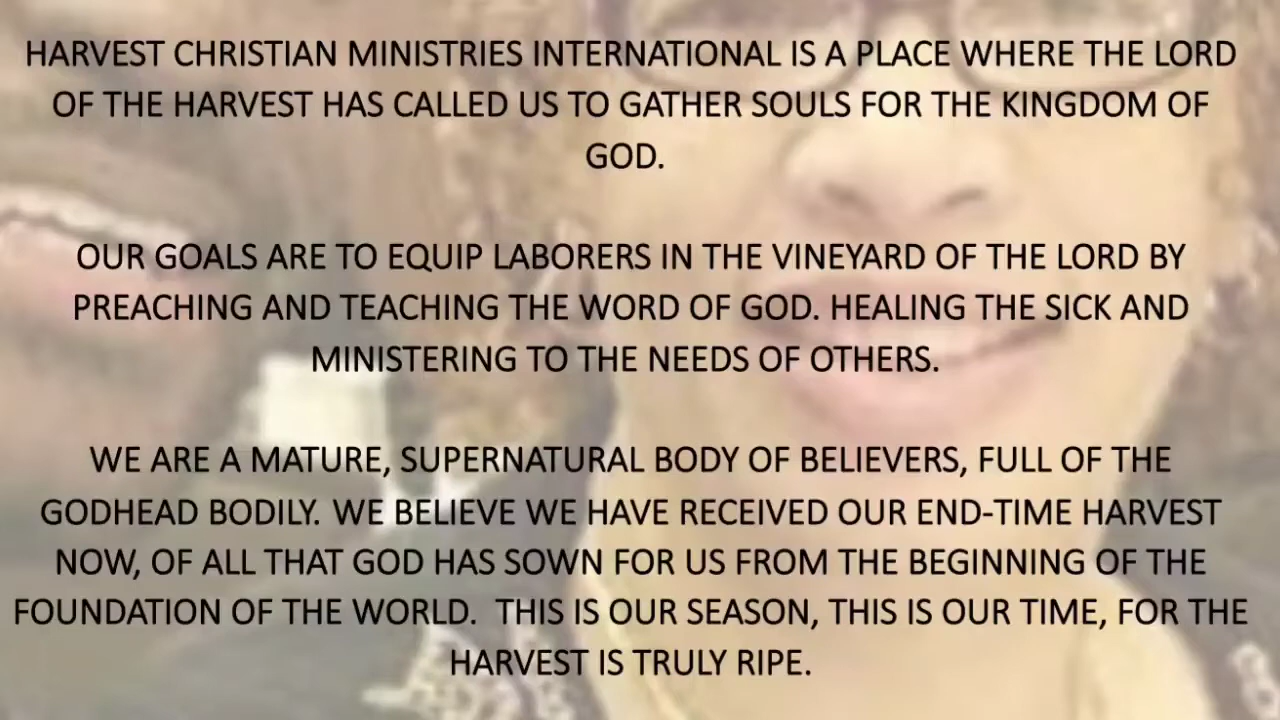 HARVEST CHRISTIAN MINISTRIES INTERNATIONAL IS A PLACE WHERE THE LORD
OF THE HARVEST HAS CALLED US TO GATHER SOULS FOR THE KINGDOM OF
GOD.
OUR GOALS ARE TO EQUIP LABORERS IN THE VINEYARD OF THE LORD BY
PREACHING AND TEACHING THE WORD OF GOD. HEALING THE SICK AND
MINISTERING TO THE NEEDS OF OTHERS.
WE ARE A MATURE, SUPERNATURAL BODY OF BELIEVERS, FULL OF THE
GODHEAD BODILY. WE BELIEVE WE HAVE RECEIVED OUR END-TIME HARVEST
NOW, OF ALL THAT GOD HAS SOWN FOR US FROM THE BEGINNING OF THE
FOUNDATION OF THE WORLD.  THIS IS OUR SEASON, THIS IS OUR TIME, FOR THE
HARVEST IS TRULY RIPE.